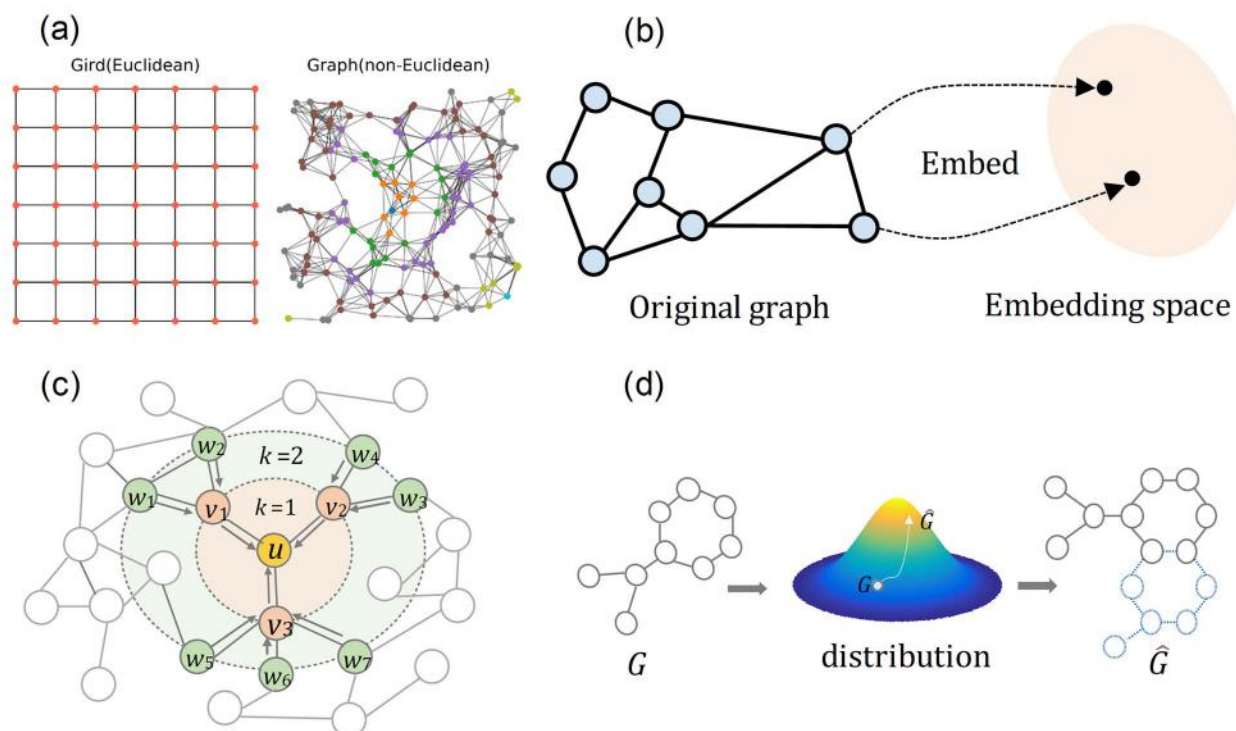 (a)
Gird(Euclidean)
Graph(non-Euclidean)
(b)
Embed
Original graph
Embedding space
(c)
w₂
k=2
w₄
w₁
v₁
k=1
v₂
w₃
u
v₃
w₅
w₆
w₇
(d)
Ĝ
G
G
distribution
Ĝ